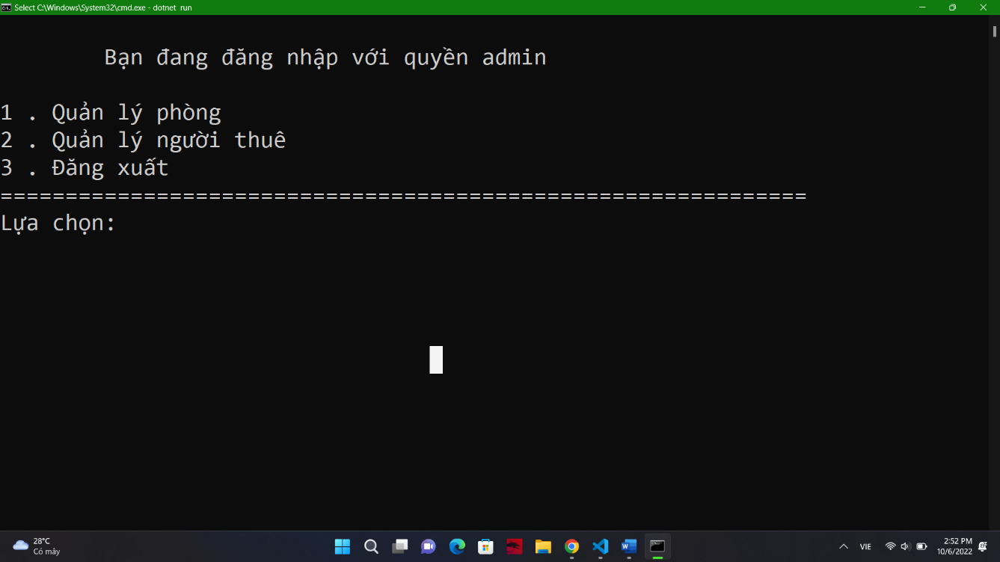 Select C:\Windows\System32\cmd.exe - dotnet  run
Bạn đang đăng nhập với quyền admin
1 . Quản lý phòng
2 . Quản lý người thuê
3 . Đăng xuất
==============================================================
Lựa chọn:
28°C
Có mây
VIE
2:52 PM
10/6/2022